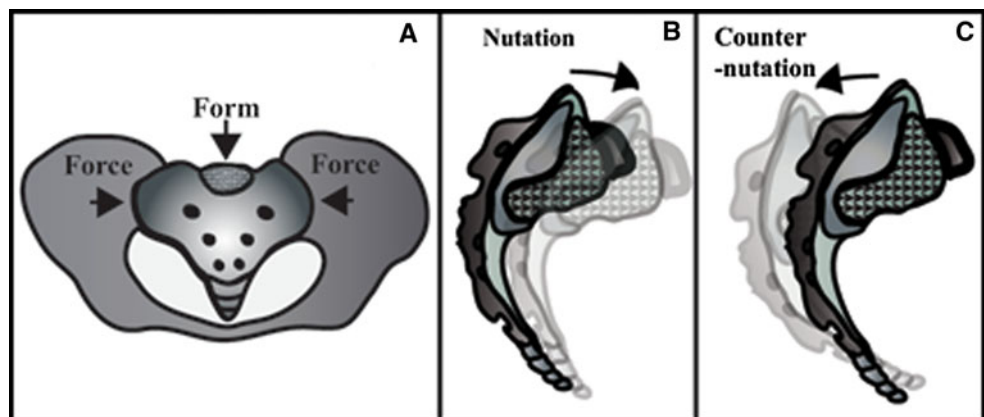 A
Form
Force
Force
Nutation
B
Counter
-nutation
C